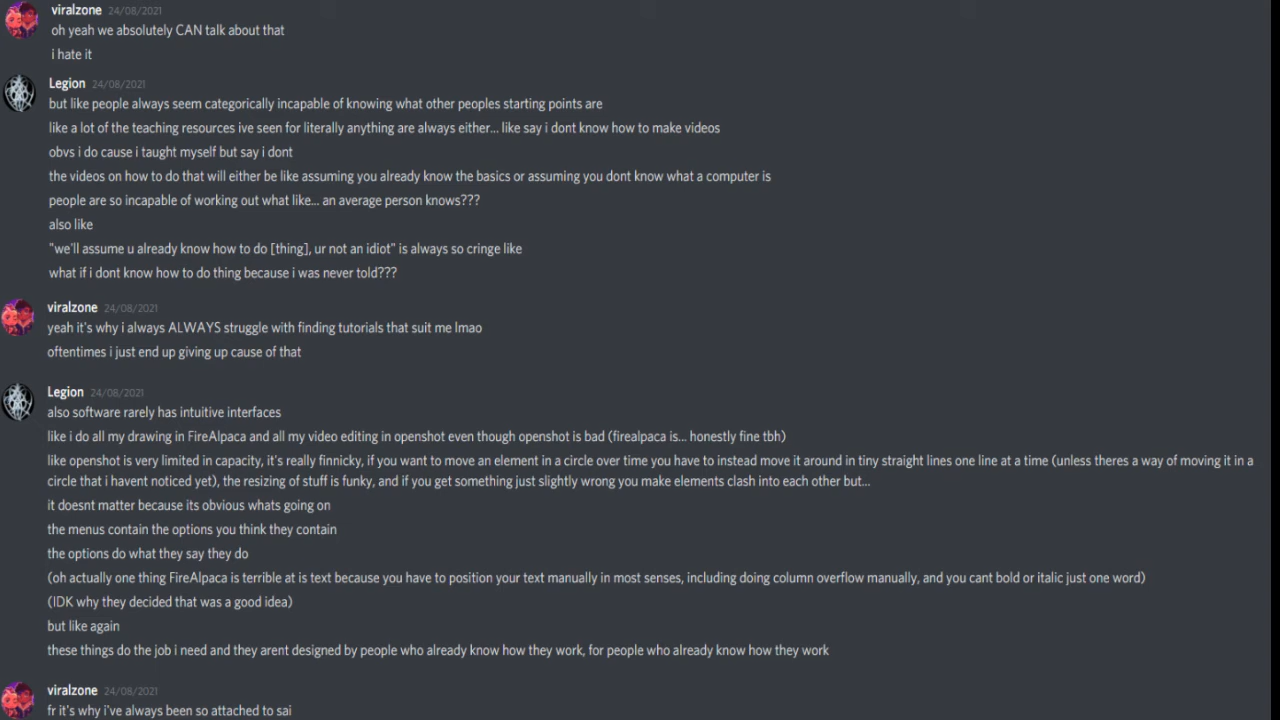 viralzone 24/08/2021
oh yeah we absolutely CAN talk about that
i hate it
Legion 24/08/2021
but like people always seem categorically incapable of knowing what other peoples starting points are
like a lot of the teaching resources ive seen for literally anything are always either... like say i dont know how to make videos
obvs i do cause i taught myself but say i dont
the videos on how to do that will either be like assuming you already know the basics or assuming you dont know what a computer is
people are so incapable of working out what like... an average person knows???
also like
"we'll assume u already know how to do [thing], ur not an idiot" is always so cringe like
what if i dont know how to do thing because i was never told???
viralzone 24/08/2021
yeah it's why i always ALWAYS struggle with finding tutorials that suit me lmao
oftentimes i just end up giving up cause of that
Legion 24/08/2021
also software rarely has intuitive interfaces
like i do all my drawing in FireAlpaca and all my video editing in openshot even though openshot is bad (firealpaca is... honestly fine tbh)
like openshot is very limited in capacity, it's really finnicky, if you want to move an element in a circle over time you have to instead move it around in tiny straight lines one line at a time (unless theres a way of moving it in a
circle that i havent noticed yet), the resizing of stuff is funky, and if you get something just slightly wrong you make elements clash into each other but...
it doesnt matter because its obvious whats going on
the menus contain the options you think they contain
the options do what they say they do
(oh actually one thing FireAlpaca is terrible at is text because you have to position your text manually in most senses, including doing column overflow manually, and you cant bold or italic just one word)
(IDK why they decided that was a good idea)
but like again
these things do the job i need and they arent designed by people who already know how they work, for people who already know how they work
viralzone 24/08/2021
fr it's why i've always been so attached to sai